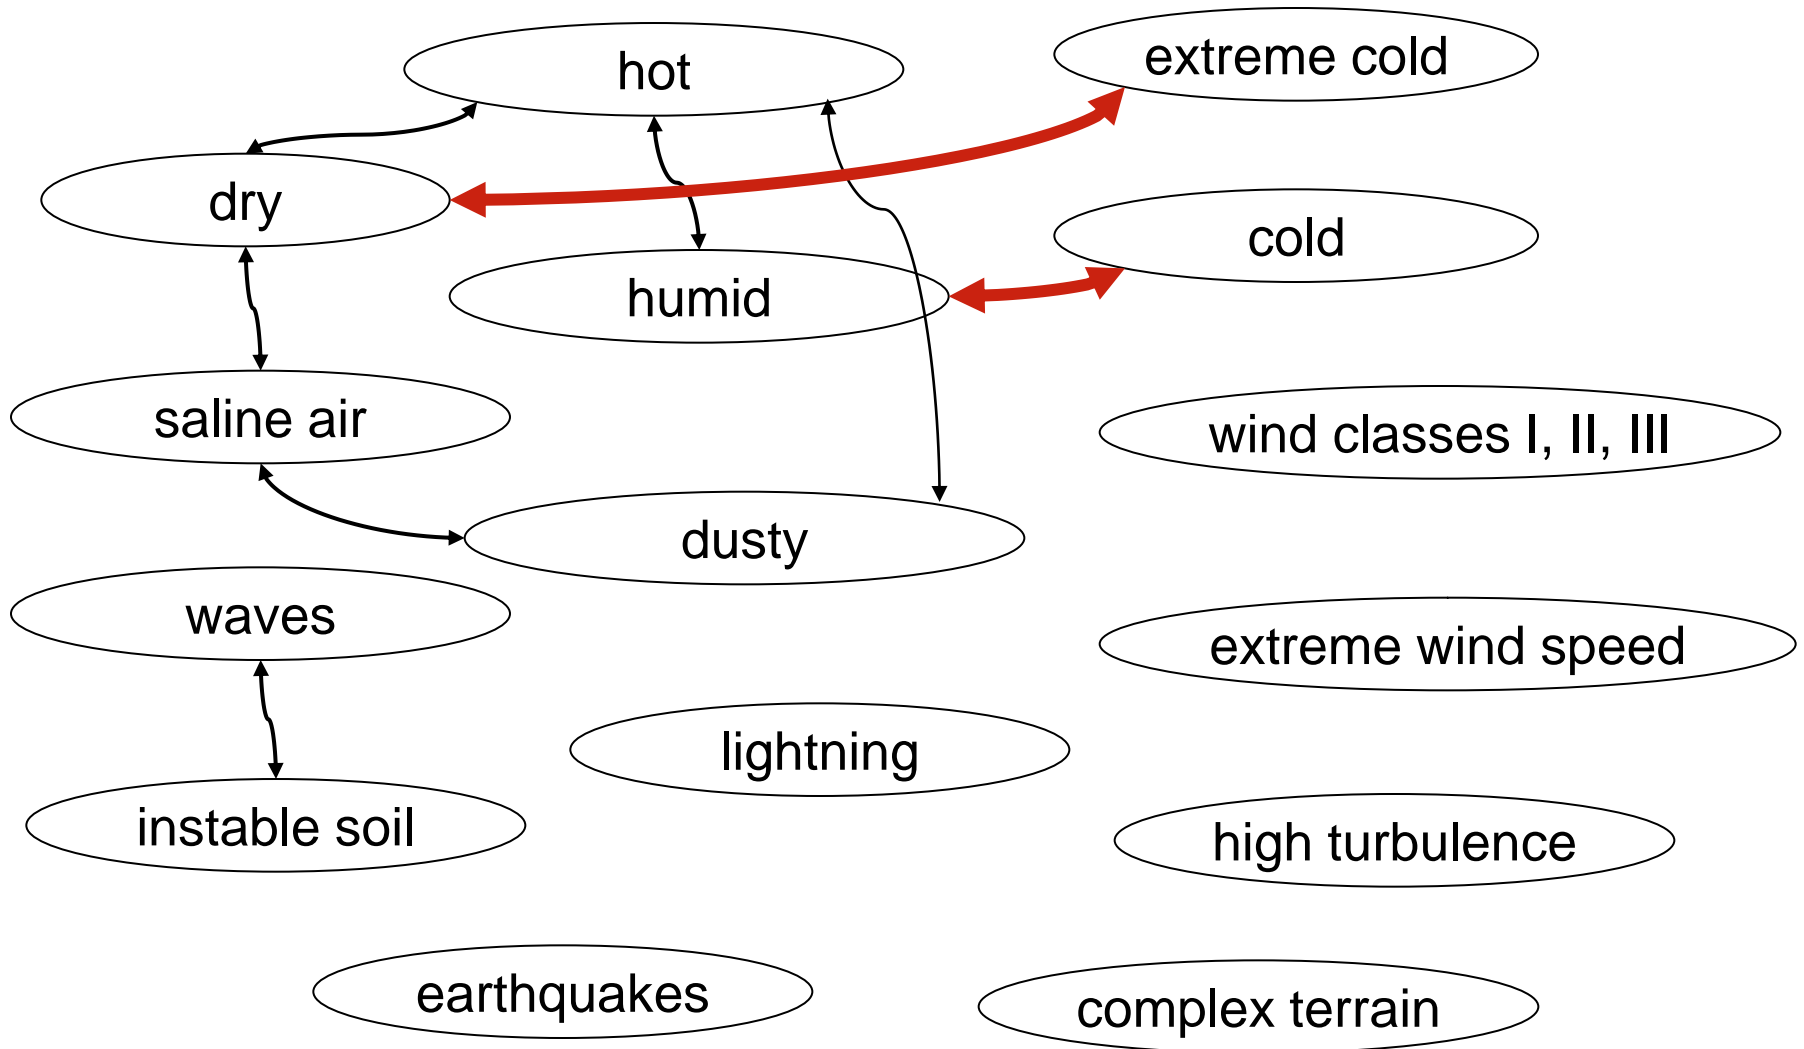 hot
extreme cold
dry
cold
humid
saline air
wind classes I, II, III
dusty
waves
extreme wind speed
lightning
instable soil
high turbulence
earthquakes
complex terrain